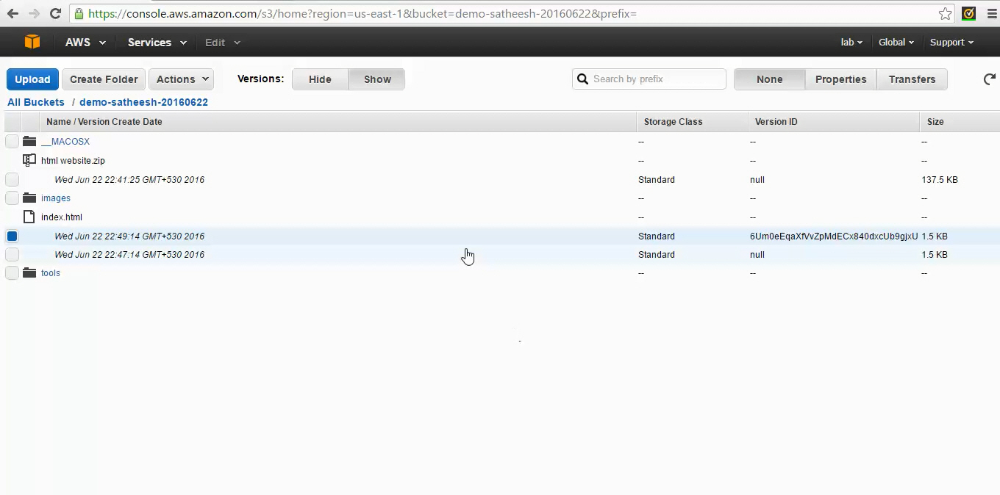 https://console.aws.amazon.com/s3/home?region=us-east-1&bucket=demo-satheesh-20160622&prefix=
AWS Services Edit lab Global Support
Upload Create Folder Actions Versions: Hide Show Search by prefix None Properties Transfers
All Buckets / demo-satheesh-20160622
Name / Version Create Date Storage Class Version ID Size
__MACOSX -- -- --
html website.zip -- -- --
Wed Jun 22 22:41:25 GMT+530 2016 Standard null 137.5 KB
images -- -- --
index.html -- -- --
Wed Jun 22 22:49:14 GMT+530 2016 Standard 6Um0eEqaXfVvZpMdECx840dxcUb9gjxU 1.5 KB
Wed Jun 22 22:47:14 GMT+530 2016 Standard null 1.5 KB
tools -- -- --